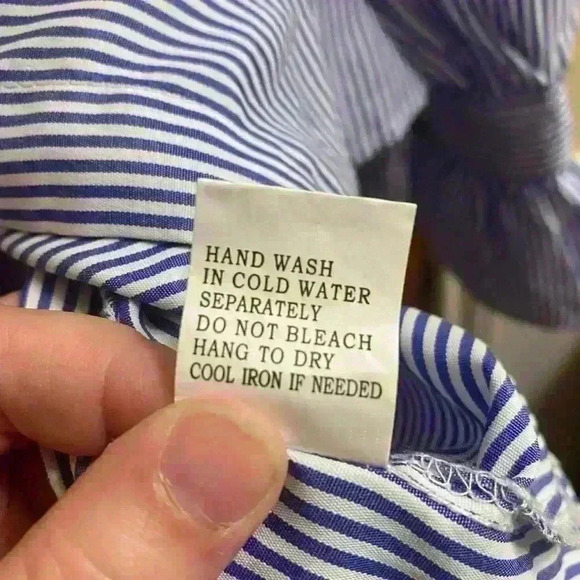 HAND WASH
IN COLD WATER
SEPARATELY
DO NOT BLEACH
HANG TO DRY
COOL IRON IF NEEDED